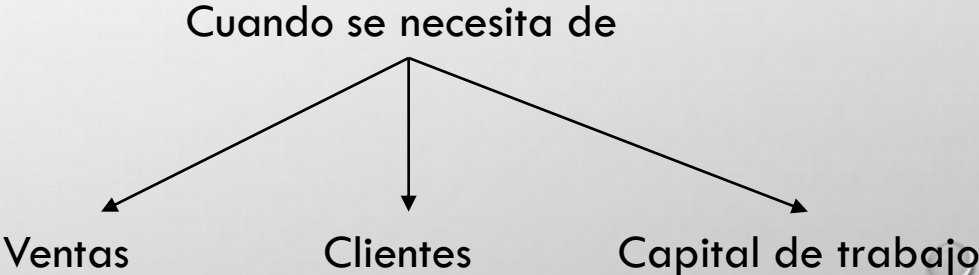 Cuando se necesita de
Ventas Clientes Capital de trabajo